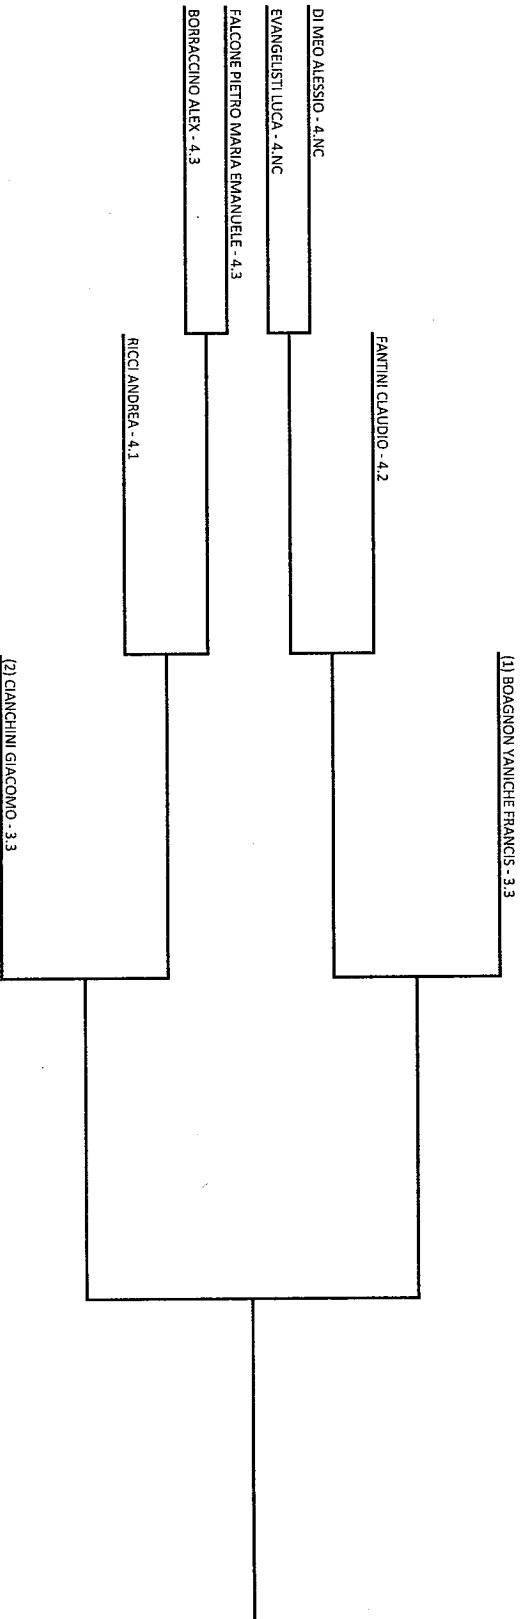 (1) BOAGNON YANICHE FRANCIS - 3.3
FANTINI CLAUDIO - 4.2
DI MEO ALESSIO - 4.NC
EVANGELISTI LUCA - 4.NC
FALCONE PIETRO MARIA EMANUELE - 4.3
BORRACCINO ALEX - 4.3
RICCI ANDREA - 4.1
(2) CIANCHINI GIACOMO - 3.3